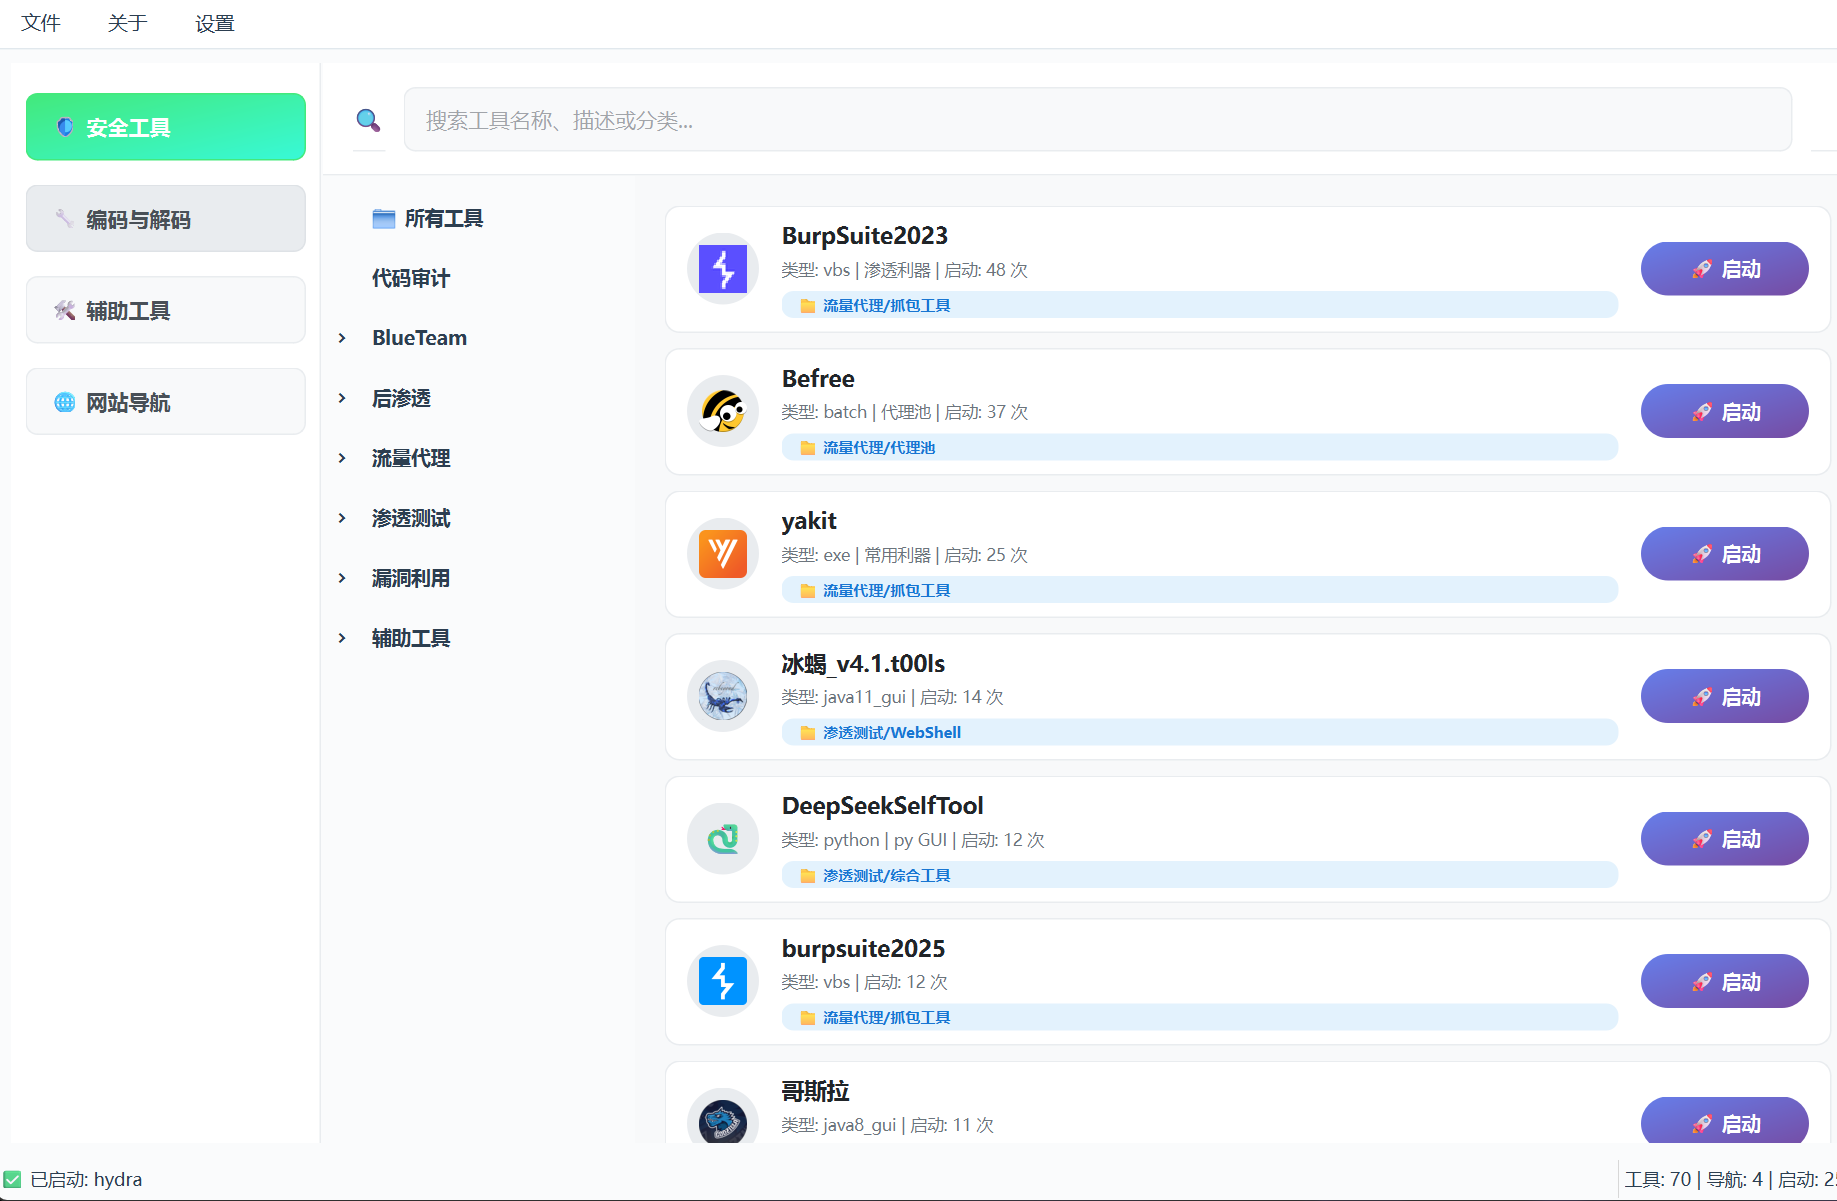 文件 关于 设置
安全工具
编码与解码
辅助工具
网站导航
搜索工具名称、描述或分类...
所有工具
代码审计
BlueTeam
后渗透
流量代理
渗透测试
漏洞利用
辅助工具
BurpSuite2023
类型: vbs | 渗透利器 | 启动: 48 次
流量代理/抓包工具
启动
Befree
类型: batch | 代理池 | 启动: 37 次
流量代理/代理池
启动
yakit
类型: exe | 常用利器 | 启动: 25 次
流量代理/抓包工具
启动
冰蝎_v4.1.t00ls
类型: java11_gui | 启动: 14 次
渗透测试/WebShell
启动
DeepSeekSelfTool
类型: python | py GUI | 启动: 12 次
渗透测试/综合工具
启动
burpsuite2025
类型: vbs | 启动: 12 次
流量代理/抓包工具
启动
哥斯拉
类型: java8_gui | 启动: 11 次
启动
已启动: hydra
工具: 70 | 导航: 4 | 启动: